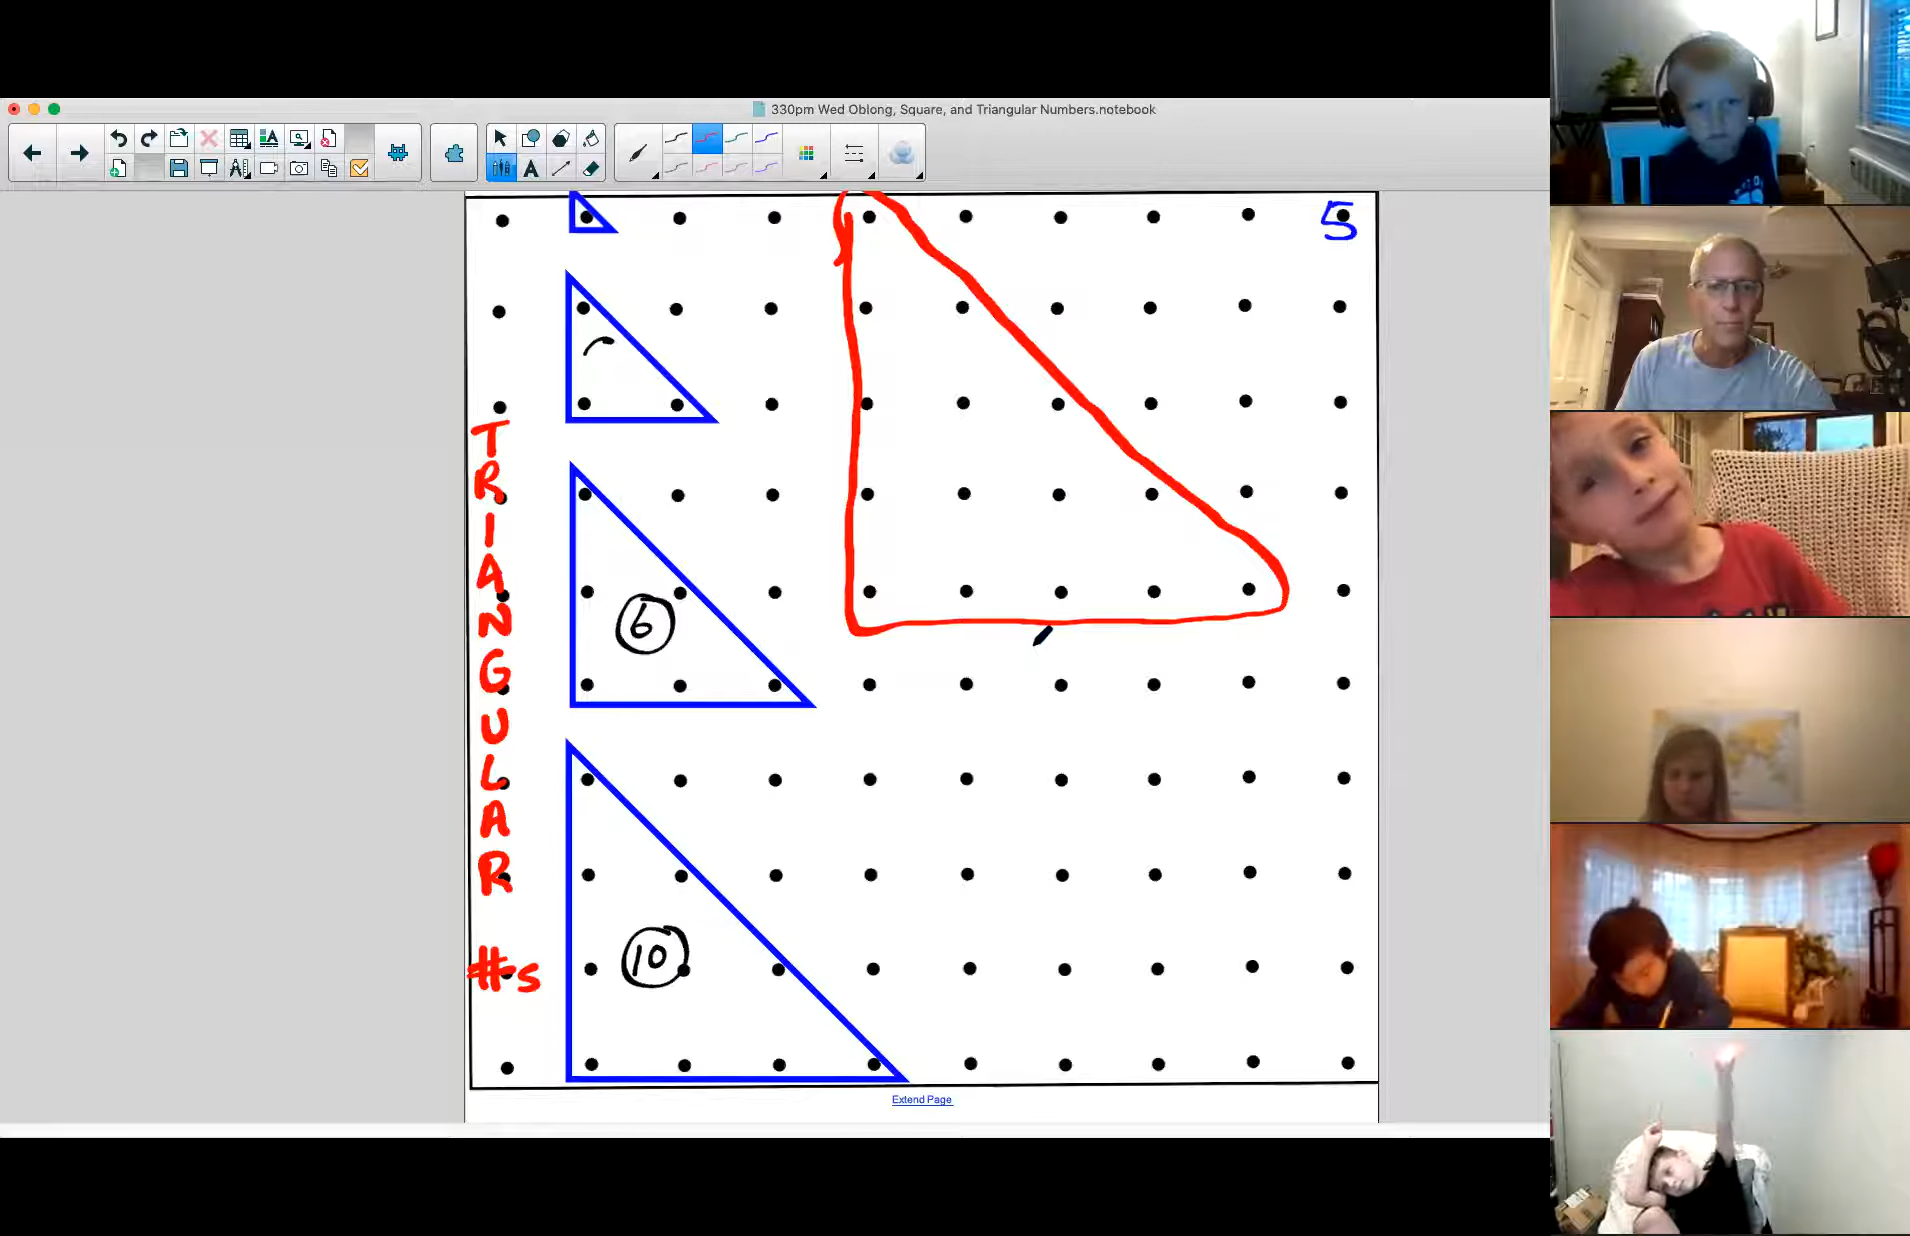 330pm Wed Oblong, Square, and Triangular Numbers.notebook
5
TRIANGULAR
#s
6
10
Extend Page